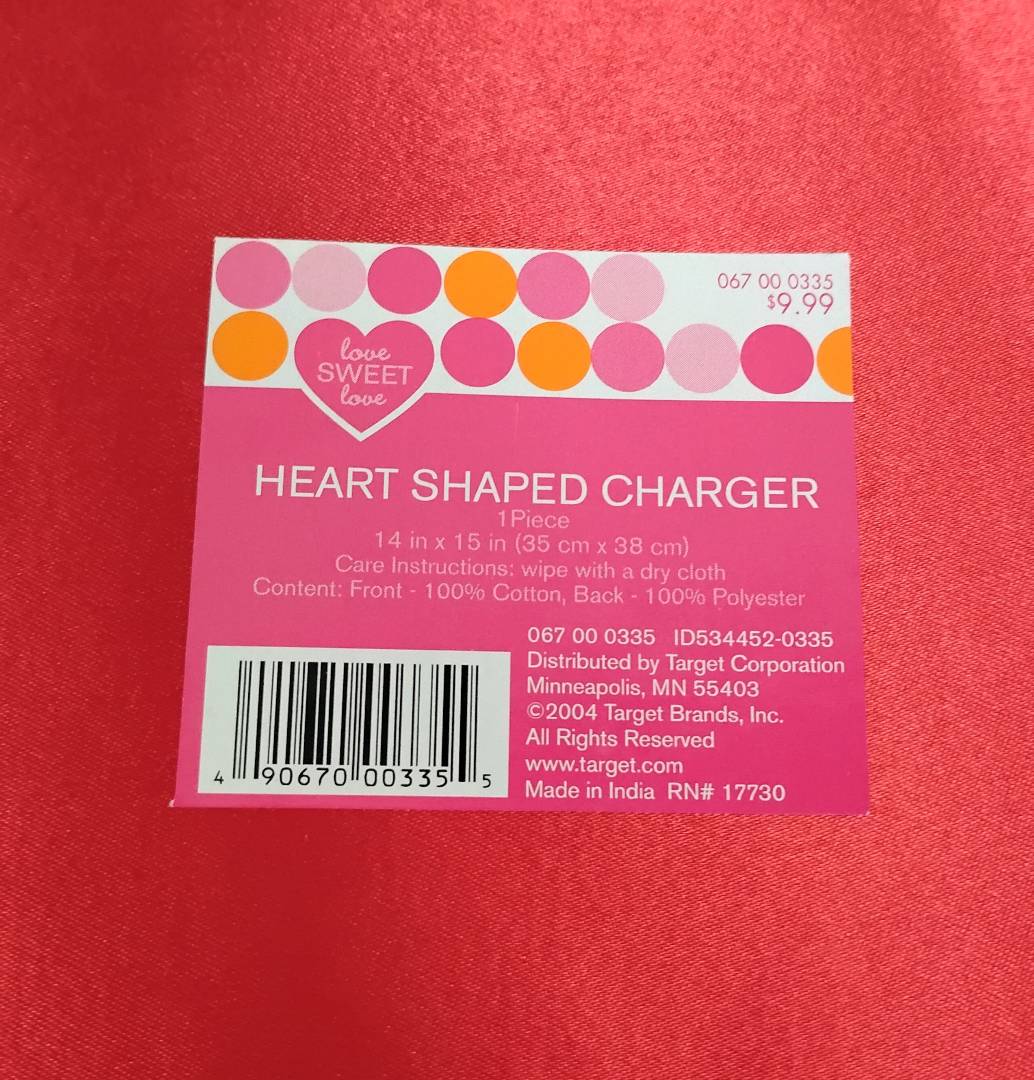 067 00 0335
$9.99
love
SWEET
love
HEART SHAPED CHARGER
1Piece
14 in x 15 in (35 cm x 38 cm)
Care Instructions: wipe with a dry cloth
Content: Front - 100% Cotton, Back - 100% Polyester
067 00 0335 ID534452-0335
Distributed by Target Corporation
Minneapolis, MN 55403
©2004 Target Brands, Inc.
All Rights Reserved
www.target.com
Made in India RN# 17730
4 90670 00335 5